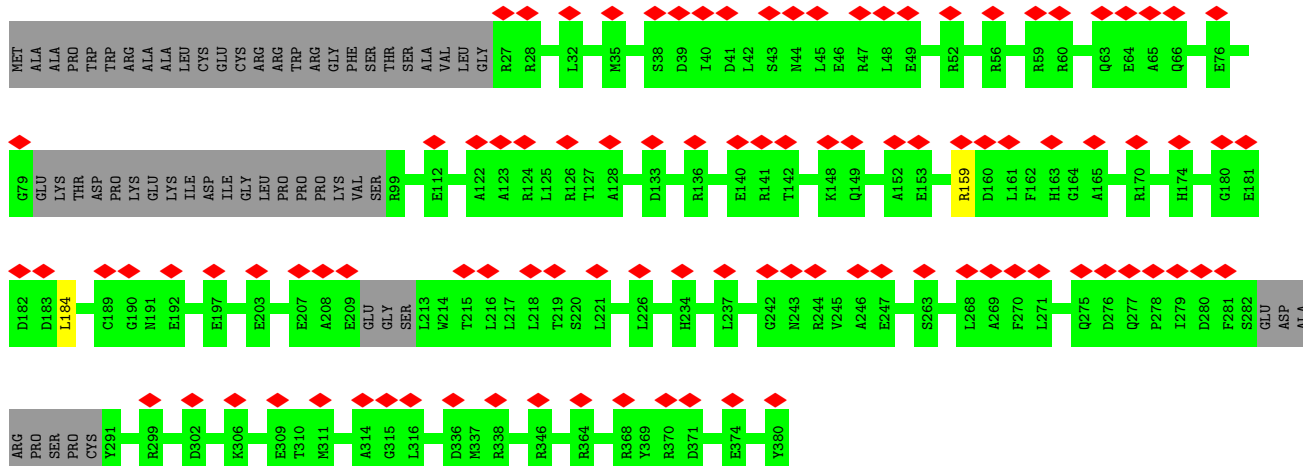 MET ALA ALA PRO TRP TRP ARG ALA ALA LEU CYS GLU CYS ARG ARG TRP ARG GLY PHE SER THR SER ALA VAL LEU GLY R27 R28 L32 M35 S38 D39 I40 D41 L42 S43 N44 L45 E46 R47 L48 E49 R52 R56 R59 R60 Q63 E64 A65 Q66 E76
G79 GLU LYS THR ASP PRO LYS GLU LYS ILE ASP ILE GLY LEU PRO PRO PRO LYS VAL SER R99 E112 A122 A123 R124 L125 R126 T127 A128 D133 R136 E140 R141 T142 K148 Q149 A152 E153 R159 D160 L161 F162 H163 G164 A165 R170 H174 G180 E181
D182 D183 L184 C189 G190 N191 E192 E197 E203 E207 A208 E209 GLU GLY SER L213 W214 T215 L216 L217 L218 T219 S220 L221 L226 H234 L237 G242 N243 R244 V245 A246 E247 S263 L268 A269 F270 L271 Q275 D276 Q277 P278 I279 D280 F281 S282 GLU ASP ALA
ARG PRO SER PRO CYS Y291 R299 D302 K306 E309 T310 M311 A314 G315 L316 D336 M337 R338 R346 R364 R368 Y369 R370 D371 E374 Y380